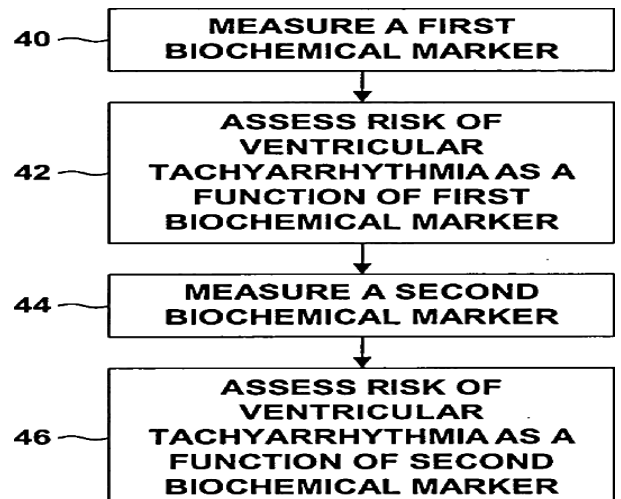 40
MEASURE A FIRST
BIOCHEMICAL MARKER
42
ASSESS RISK OF
VENTRICULAR
TACHYARRHYTHMIA AS A
FUNCTION OF FIRST
BIOCHEMICAL MARKER
44
MEASURE A SECOND
BIOCHEMICAL MARKER
46
ASSESS RISK OF
VENTRICULAR
TACHYARRHYTHMIA AS A
FUNCTION OF SECOND
BIOCHEMICAL MARKER